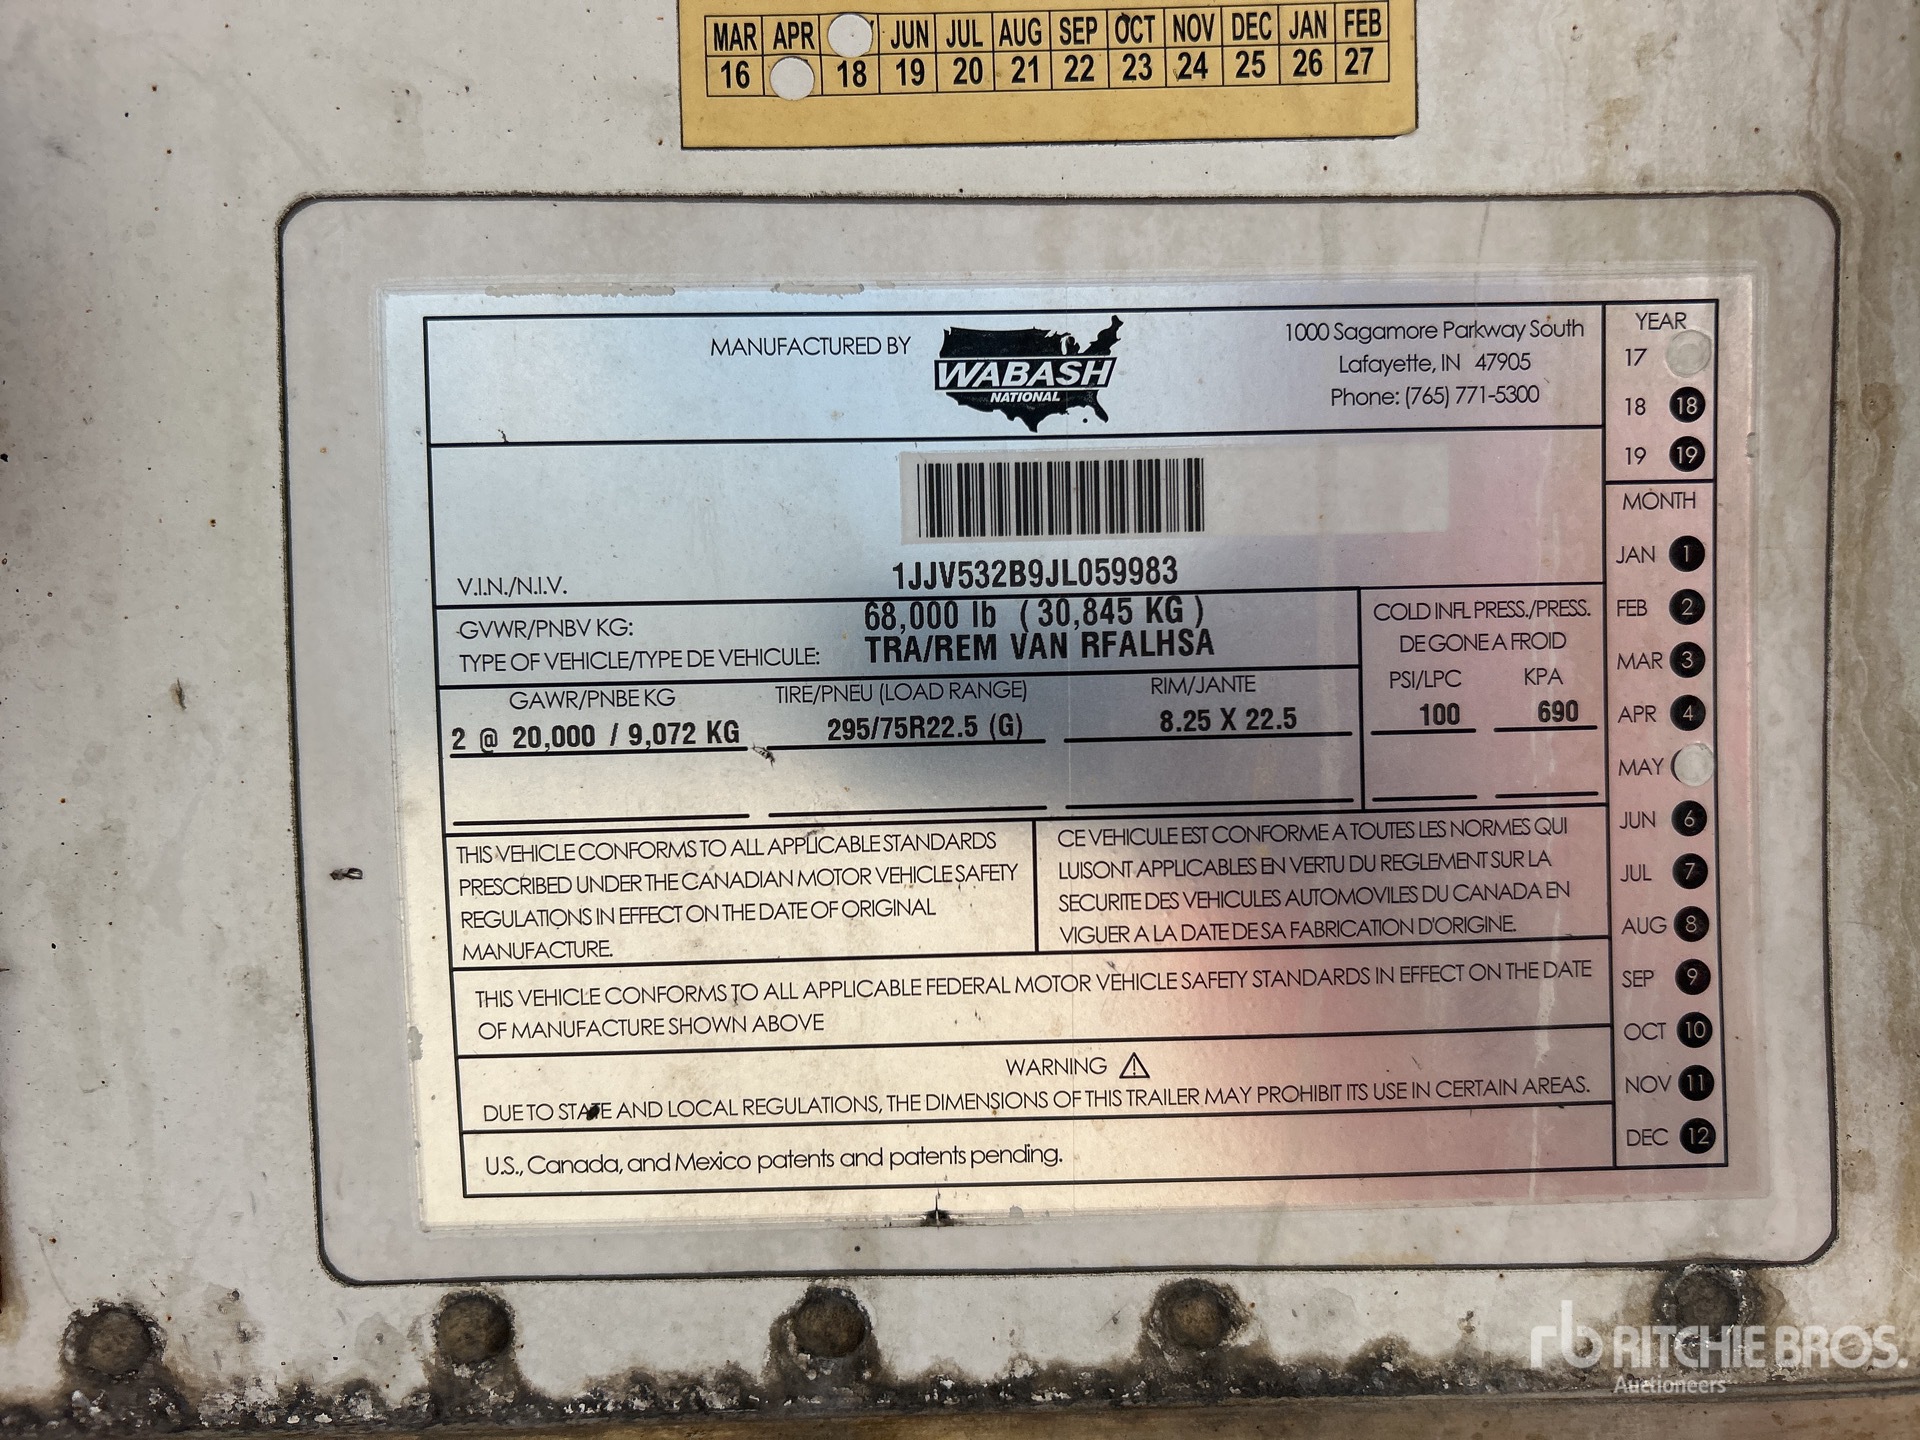 MAR APR JUN JUL AUG SEP OCT NOV DEC JAN FEB
16 18 19 20 21 22 23 24 25 26 27
MANUFACTURED BY
WABASH
NATIONAL
1000 Sagamore Parkway South
Lafayette, IN 47905
Phone: (765) 771-5300
V.I.N./N.I.V.
1JJV532B9JL059983
GVWR/PNBV KG:
68,000 lb ( 30,845 KG )
TYPE OF VEHICLE/TYPE DE VEHICULE:
TRA/REM VAN RFALHSA
COLD INFL PRESS./PRESS.
DE GONE A FROID
GAWR/PNBE KG TIRE/PNEU (LOAD RANGE) RIM/JANTE PSI/LPC KPA
2 @ 20,000 / 9,072 KG 295/75R22.5 (G) 8.25 X 22.5 100 690
THIS VEHICLE CONFORMS TO ALL APPLICABLE STANDARDS
PRESCRIBED UNDER THE CANADIAN MOTOR VEHICLE SAFETY
REGULATIONS IN EFFECT ON THE DATE OF ORIGINAL
MANUFACTURE.
CE VEHICULE EST CONFORME A TOUTES LES NORMES QUI
LUISONT APPLICABLES EN VERTU DU REGLEMENT SUR LA
SECURITE DES VEHICULES AUTOMOVILES DU CANADA EN
VIGUER A LA DATE DE SA FABRICATION D'ORIGINE.
THIS VEHICLE CONFORMS TO ALL APPLICABLE FEDERAL MOTOR VEHICLE SAFETY STANDARDS IN EFFECT ON THE DATE
OF MANUFACTURE SHOWN ABOVE
WARNING
DUE TO STATE AND LOCAL REGULATIONS, THE DIMENSIONS OF THIS TRAILER MAY PROHIBIT ITS USE IN CERTAIN AREAS.
U.S., Canada, and Mexico patents and patents pending.
YEAR
17
18 18
19 19
MONTH
JAN 1
FEB 2
MAR 3
APR 4
MAY
JUN 6
JUL 7
AUG 8
SEP 9
OCT 10
NOV 11
DEC 12
rb RITCHIE BROS.
Auctioneers